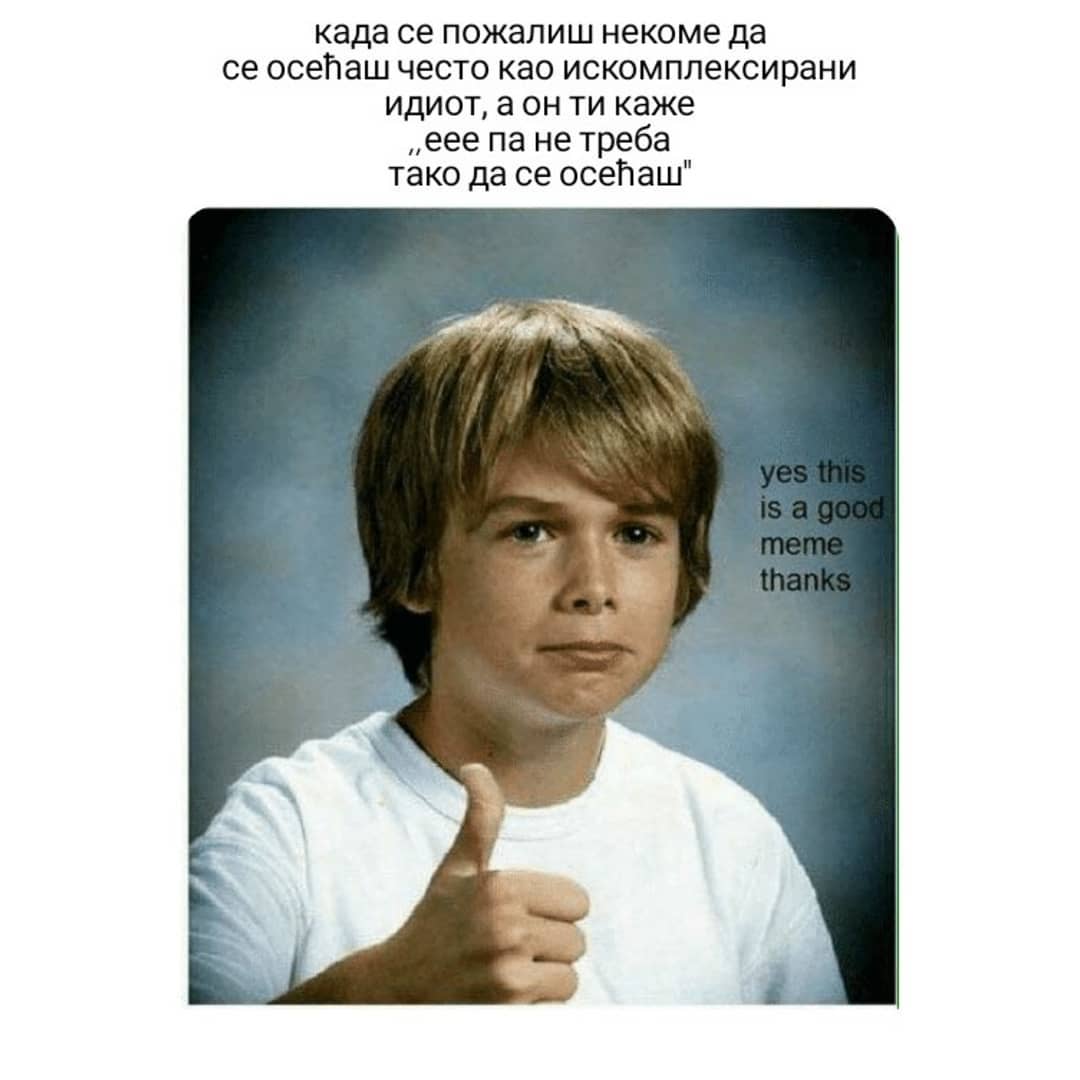 када се пожалиш некоме да
се осећаш често као искомплексирани
идиот, а он ти каже
,,еее па не треба
тако да се осећаш"
yes this
is a good
meme
thanks